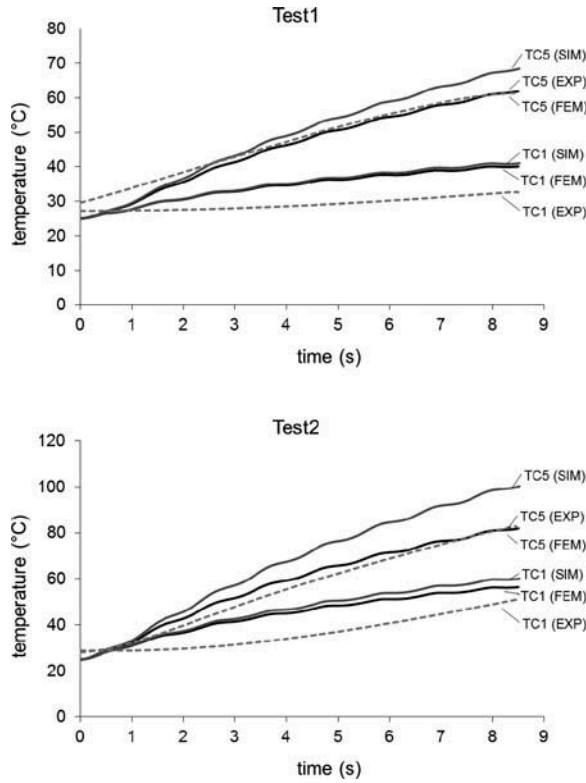 Test1
80
70
60
50
40
30
20
10
0
temperature (°C)
TC5 (SIM)
TC5 (EXP)
TC5 (FEM)
TC1 (SIM)
TC1 (FEM)
TC1 (EXP)
0 1 2 3 4 5 6 7 8 9
time (s)
Test2
120
100
80
60
40
20
0
temperature (°C)
TC5 (SIM)
TC5 (EXP)
TC5 (FEM)
TC1 (SIM)
TC1 (FEM)
TC1 (EXP)
0 1 2 3 4 5 6 7 8 9
time (s)